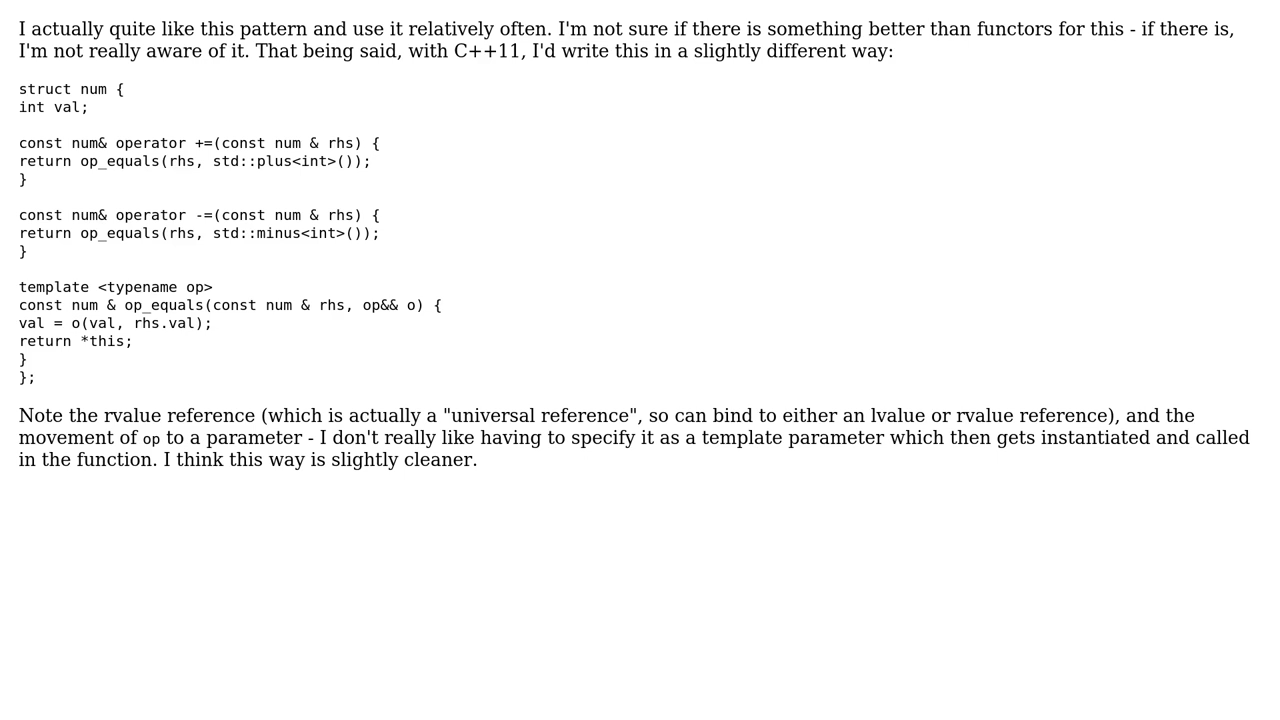 I actually quite like this pattern and use it relatively often. I'm not sure if there is something better than functors for this - if there is,
I'm not really aware of it. That being said, with C++11, I'd write this in a slightly different way:
struct num {
int val;
const num& operator +=(const num & rhs) {
return op_equals(rhs, std::plus<int>());
}
const num& operator -=(const num & rhs) {
return op_equals(rhs, std::minus<int>());
}
template <typename op>
const num & op_equals(const num & rhs, op&& o) {
val = o(val, rhs.val);
return *this;
}
};
Note the rvalue reference (which is actually a "universal reference", so can bind to either an lvalue or rvalue reference), and the
movement of op to a parameter - I don't really like having to specify it as a template parameter which then gets instantiated and called
in the function. I think this way is slightly cleaner.